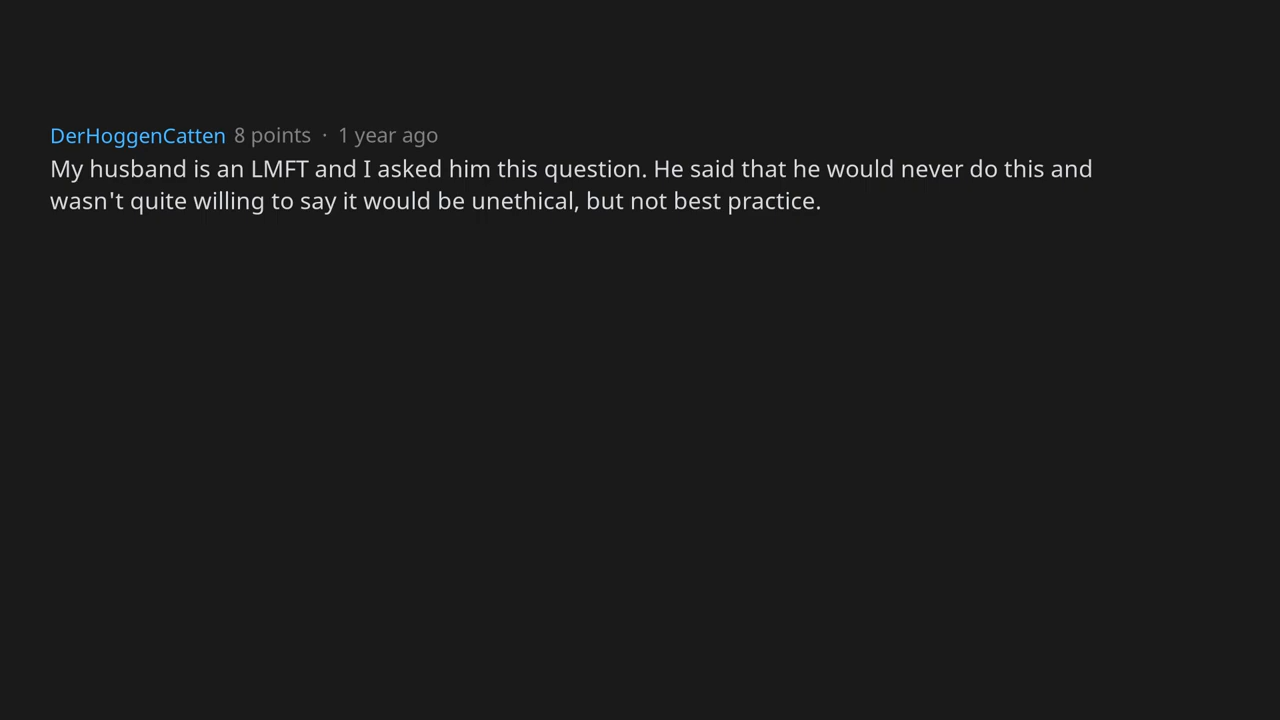 DerHoggenCatten 8 points · 1 year ago
My husband is an LMFT and I asked him this question. He said that he would never do this and
wasn't quite willing to say it would be unethical, but not best practice.